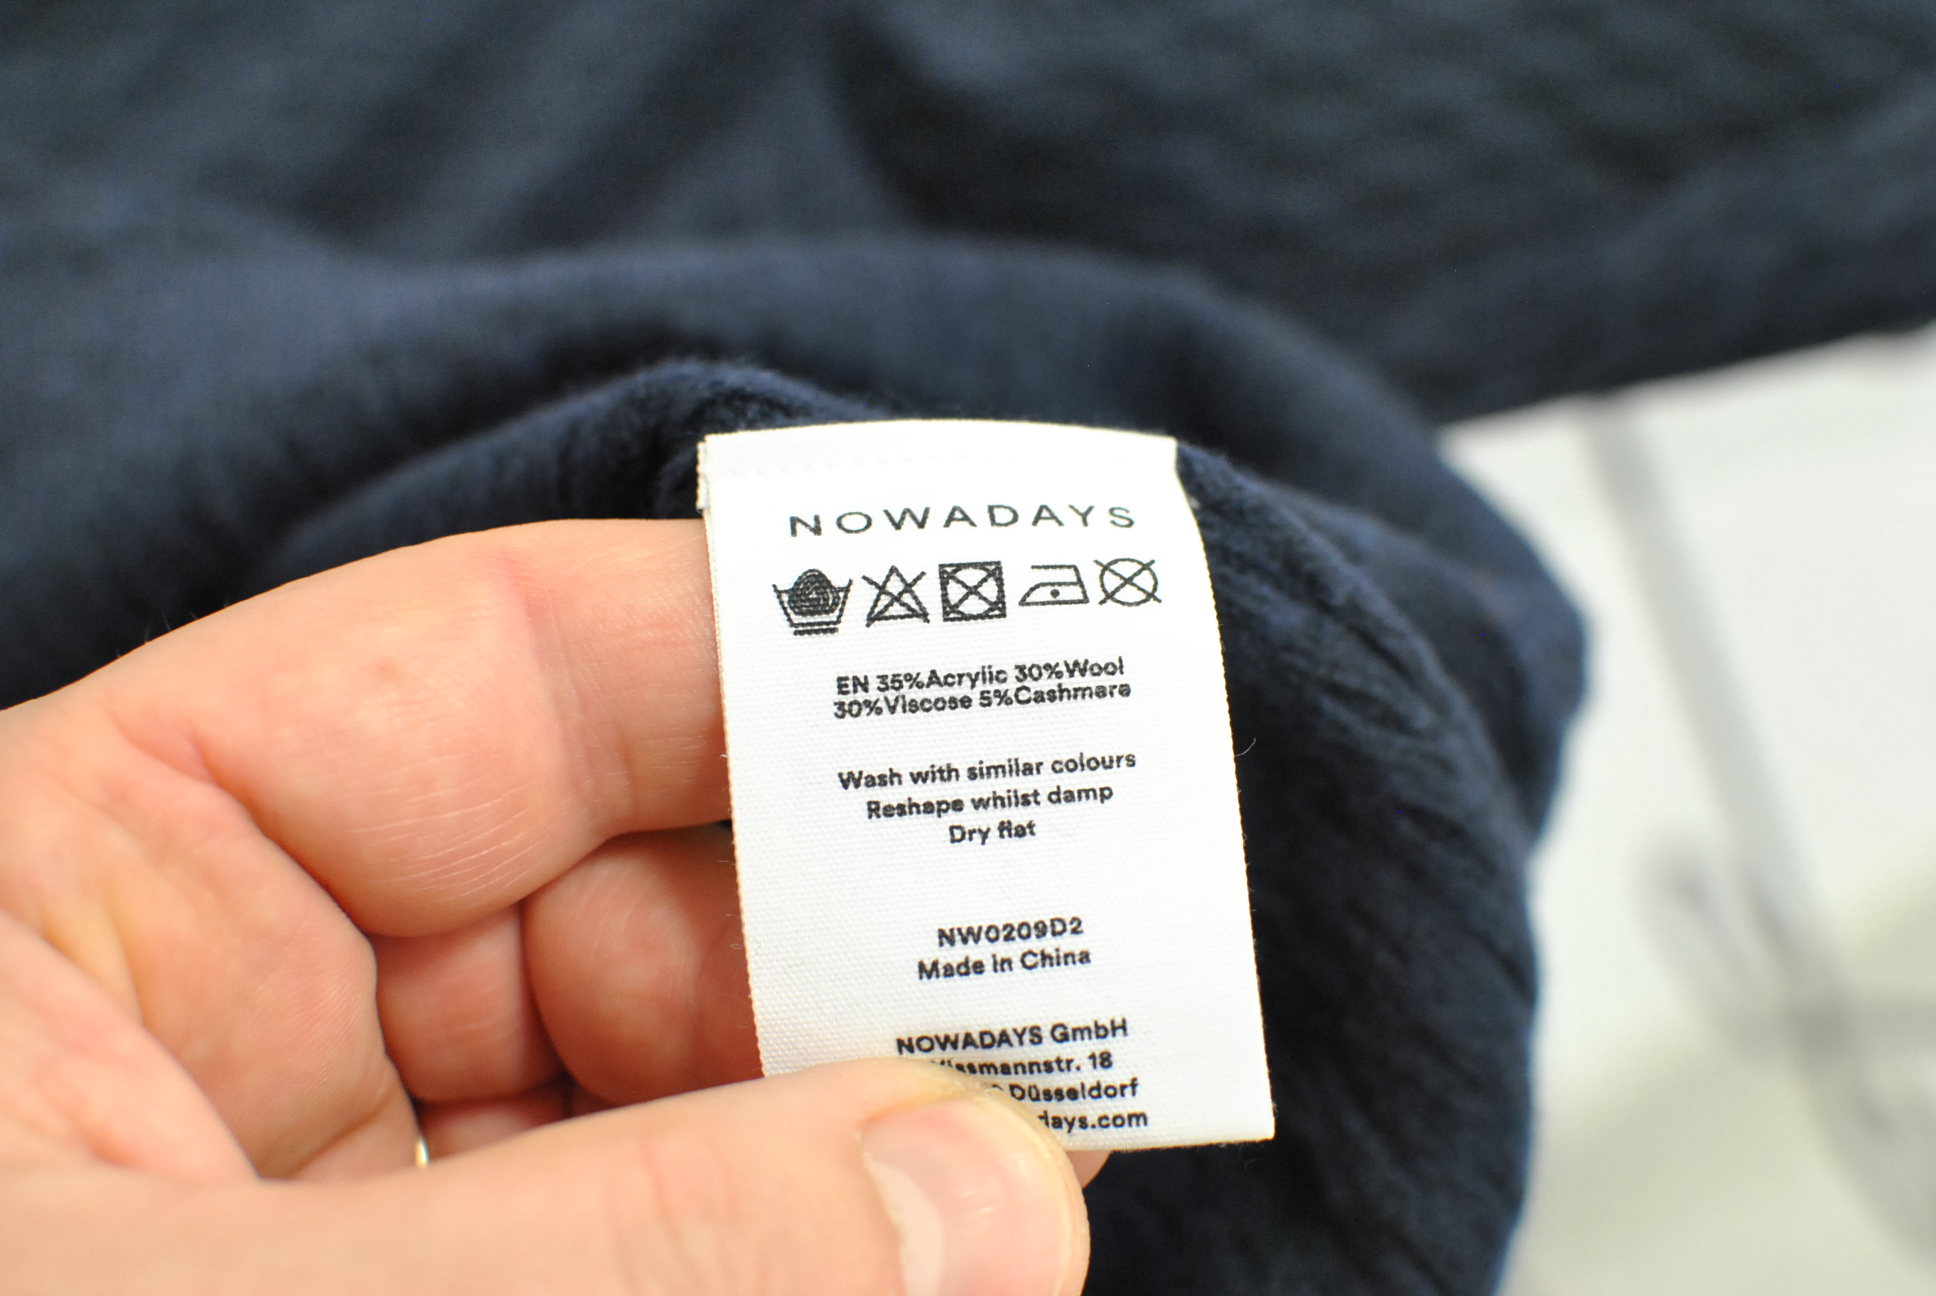 NOWADAYS
EN 35%Acrylic 30%Wool
30%Viscose 5%Cashmere
Wash with similar colours
Reshape whilst damp
Dry flat
NW0209D2
Made in China
NOWADAYS GmbH
18
Düsseldorf